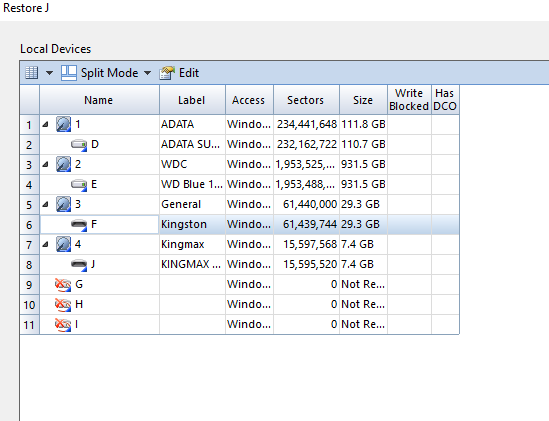 Restore J
Local Devices
Split Mode Edit
Name Label Access Sectors Size Write Blocked Has DCO
1 1 ADATA Windo... 234,441,648 111.8 GB
2 D ADATA SU... Windo... 232,162,722 110.7 GB
3 2 WDC Windo... 1,953,525,... 931.5 GB
4 E WD Blue 1... Windo... 1,953,488,... 931.5 GB
5 3 General Windo... 61,440,000 29.3 GB
6 F Kingston Windo... 61,439,744 29.3 GB
7 4 Kingmax Windo... 15,597,568 7.4 GB
8 J KINGMAX ... Windo... 15,595,520 7.4 GB
9 G Windo... 0 Not Re...
10 H Windo... 0 Not Re...
11 I Windo... 0 Not Re...